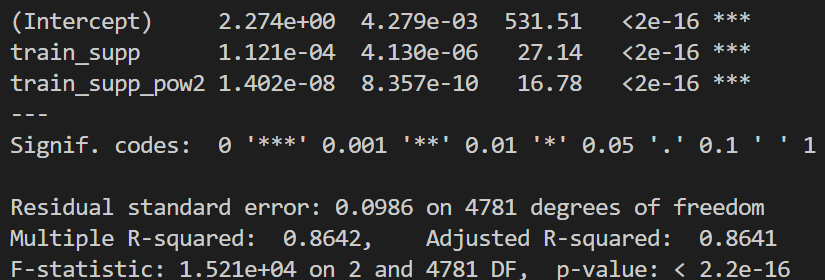 (Intercept) 2.274e+00 4.279e-03 531.51 <2e-16 ***
train_supp 1.121e-04 4.130e-06 27.14 <2e-16 ***
train_supp_pow2 1.402e-08 8.357e-10 16.78 <2e-16 ***
---
Signif. codes: 0 '***' 0.001 '**' 0.01 '*' 0.05 '.' 0.1 ' ' 1
Residual standard error: 0.0986 on 4781 degrees of freedom
Multiple R-squared: 0.8642, Adjusted R-squared: 0.8641
F-statistic: 1.521e+04 on 2 and 4781 DF, p-value: < 2.2e-16